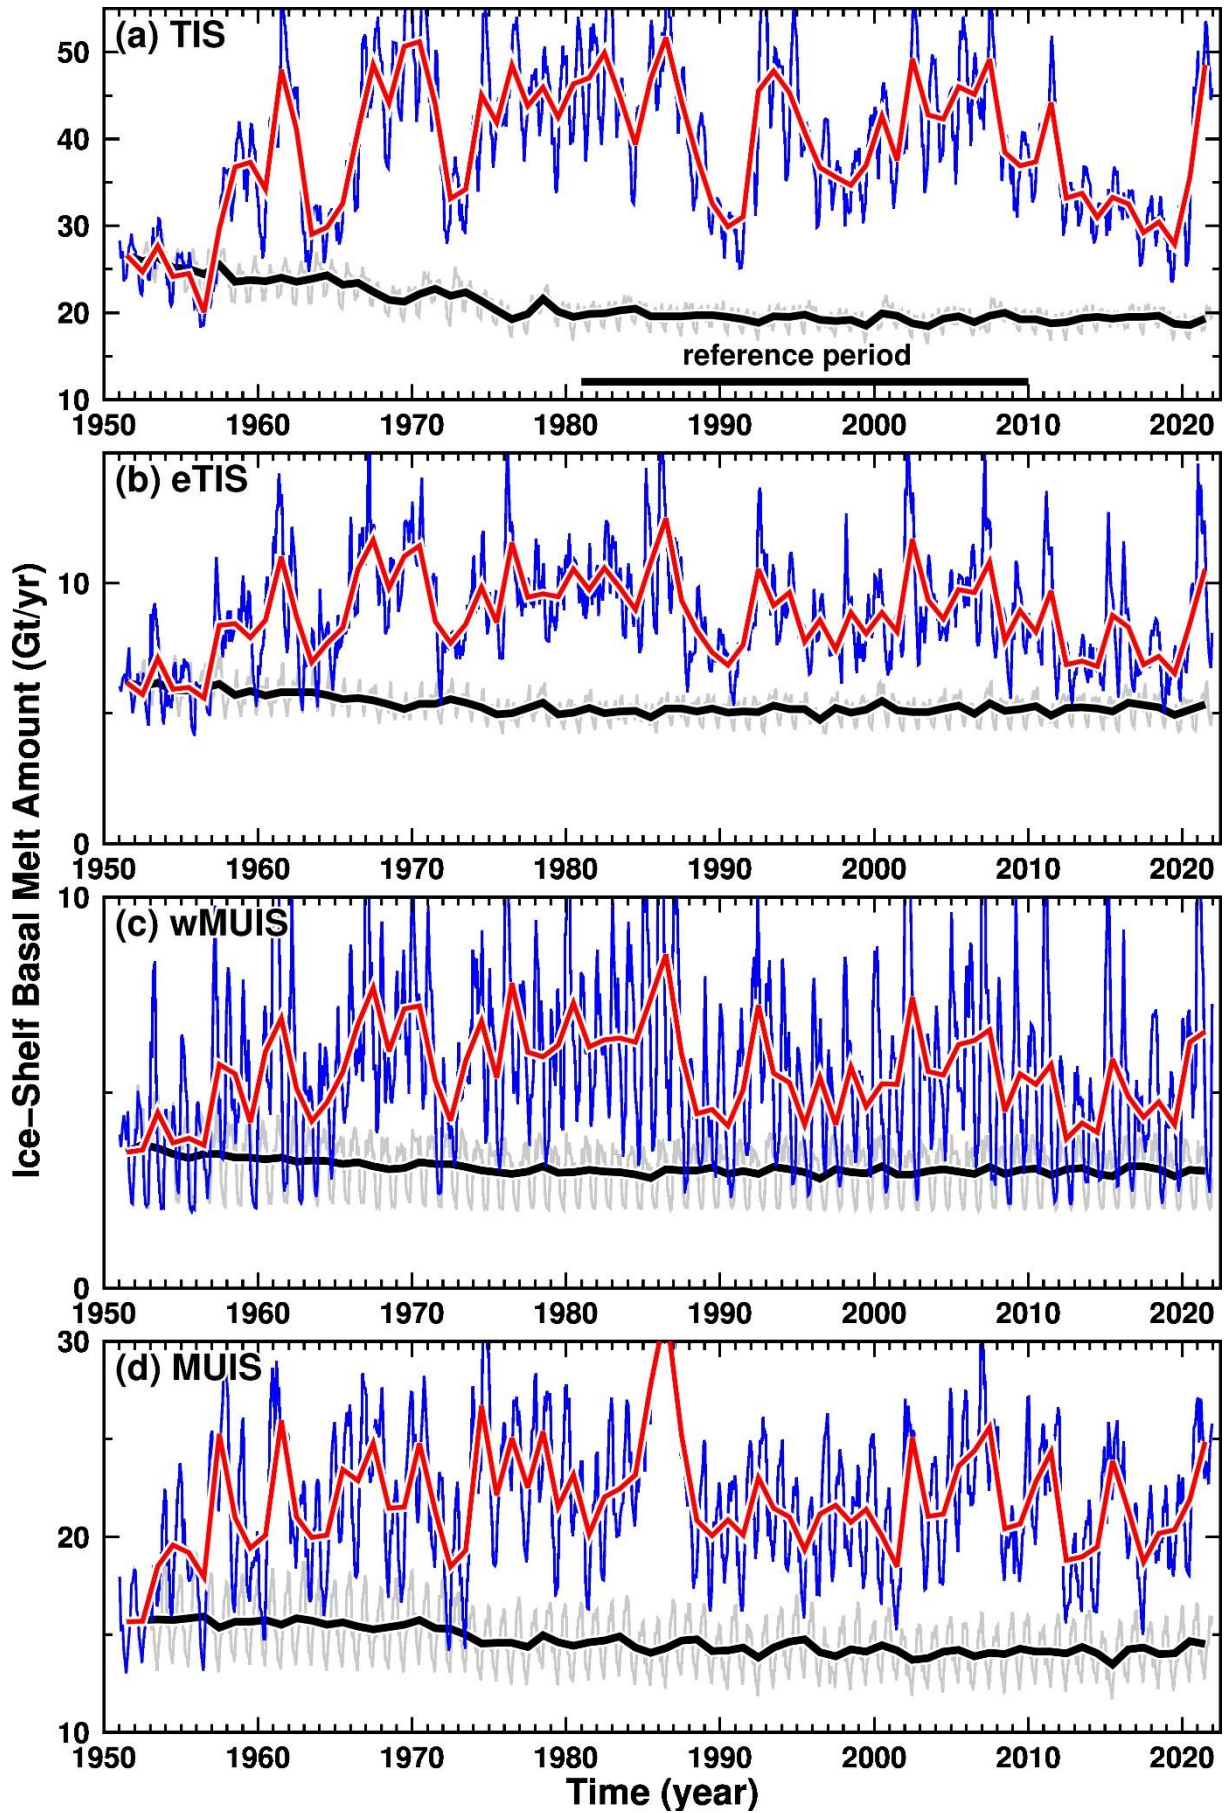 (a) TIS
50
40
30
20
10
reference period
1950 1960 1970 1980 1990 2000 2010 2020
(b) eTIS
10
0
1950 1960 1970 1980 1990 2000 2010 2020
(c) wMUIS
10
0
1950 1960 1970 1980 1990 2000 2010 2020
(d) MUIS
30
20
10
1950 1960 1970 1980 1990 2000 2010 2020
Time (year)
Ice−Shelf Basal Melt Amount (Gt/yr)